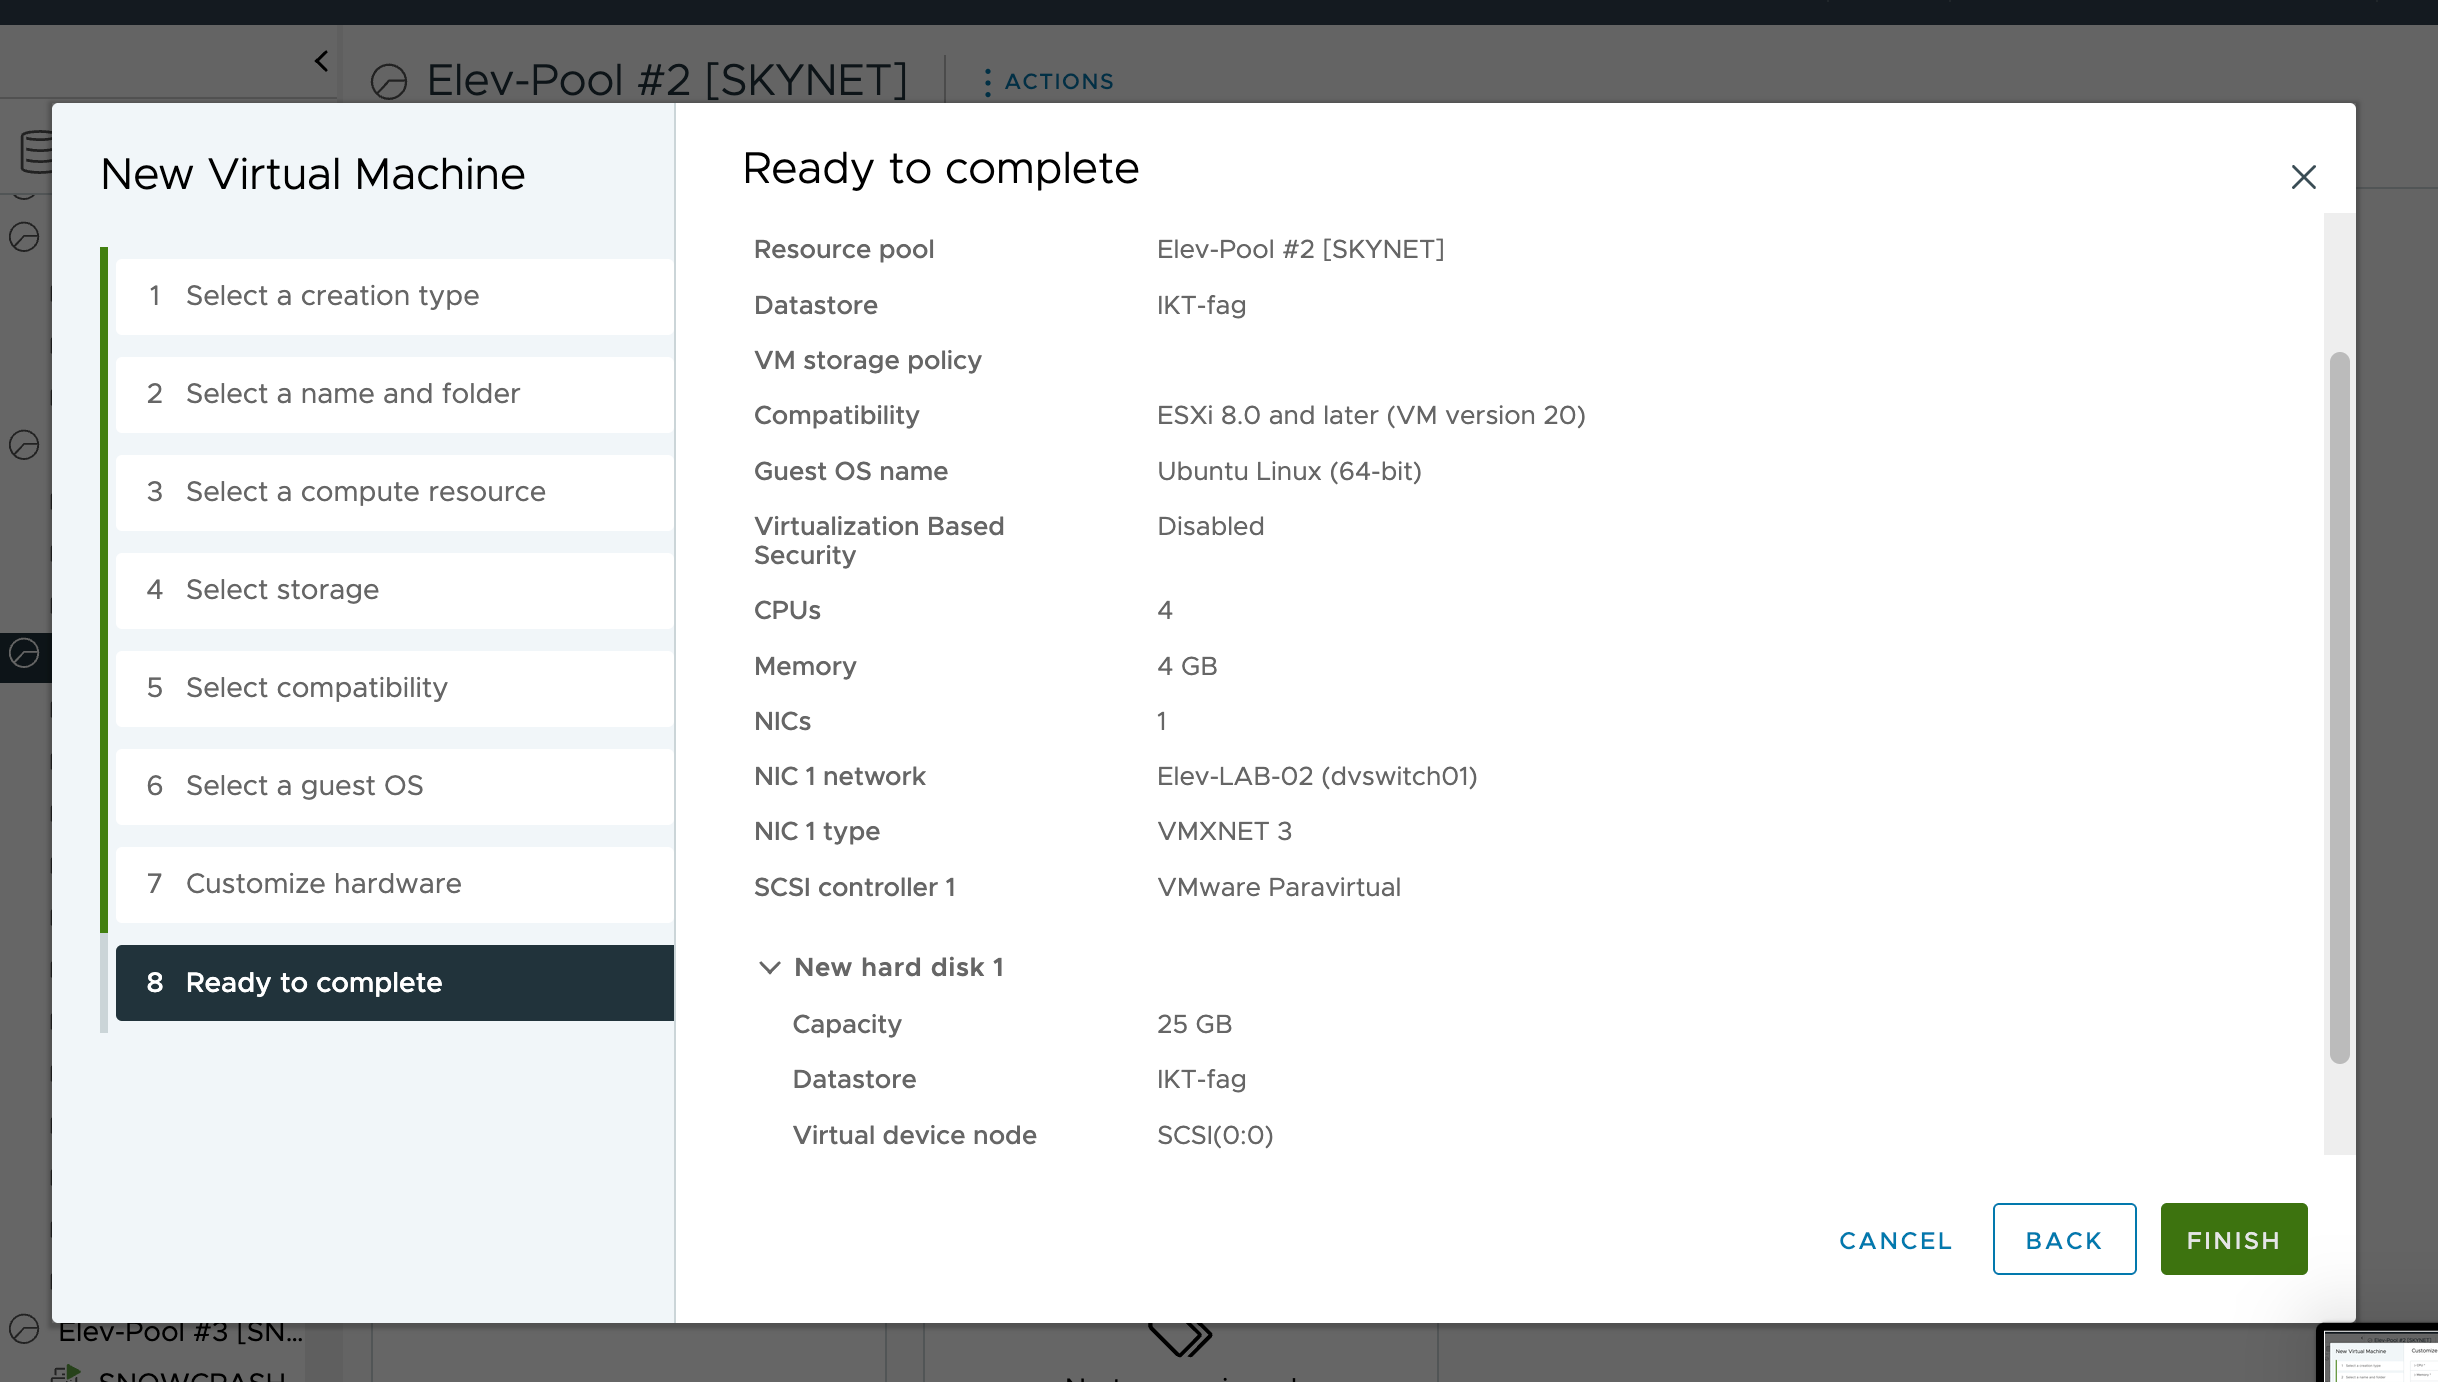 Elev-Pool #2 [SKYNET]
ACTIONS
New Virtual Machine
1 Select a creation type
2 Select a name and folder
3 Select a compute resource
4 Select storage
5 Select compatibility
6 Select a guest OS
7 Customize hardware
8 Ready to complete
Ready to complete
Resource pool Elev-Pool #2 [SKYNET]
Datastore IKT-fag
VM storage policy
Compatibility ESXi 8.0 and later (VM version 20)
Guest OS name Ubuntu Linux (64-bit)
Virtualization Based Disabled
Security
CPUs 4
Memory 4 GB
NICs 1
NIC 1 network Elev-LAB-02 (dvswitch01)
NIC 1 type VMXNET 3
SCSI controller 1 VMware Paravirtual
New hard disk 1
Capacity 25 GB
Datastore IKT-fag
Virtual device node SCSI(0:0)
CANCEL BACK FINISH
Elev-Pool #3 [SN...
SNOWCRASH
New Virtual Machine